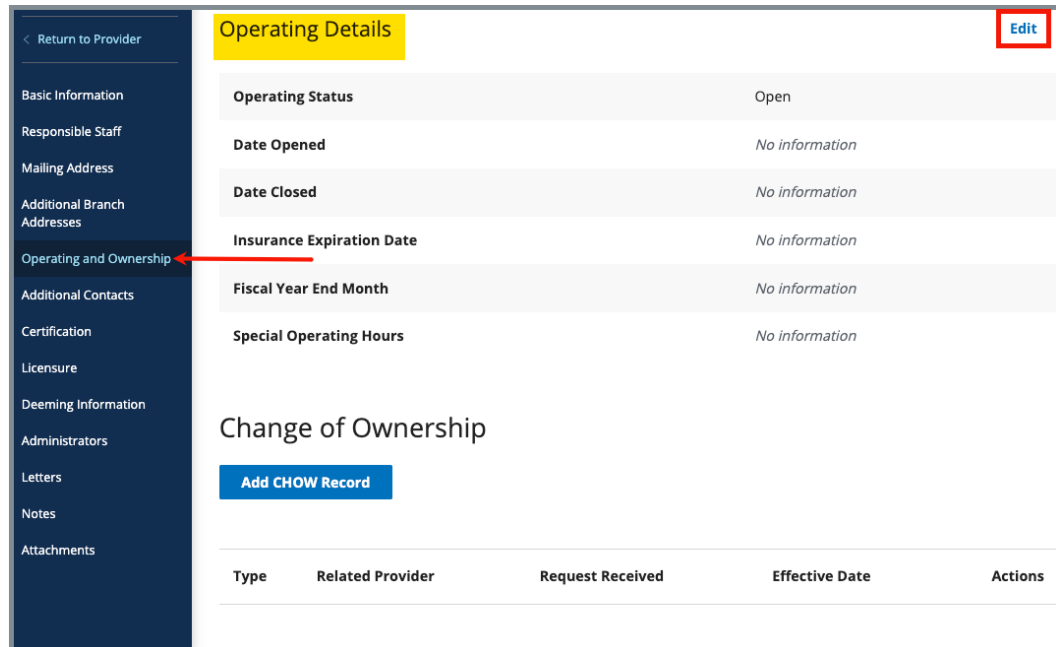 < Return to Provider
Basic Information
Responsible Staff
Mailing Address
Additional Branch
Addresses
Operating and Ownership
Additional Contacts
Certification
Licensure
Deeming Information
Administrators
Letters
Notes
Attachments
Operating Details
Edit
Operating Status Open
Date Opened No information
Date Closed No information
Insurance Expiration Date No information
Fiscal Year End Month No information
Special Operating Hours No information
Change of Ownership
Add CHOW Record
Type Related Provider Request Received Effective Date Actions